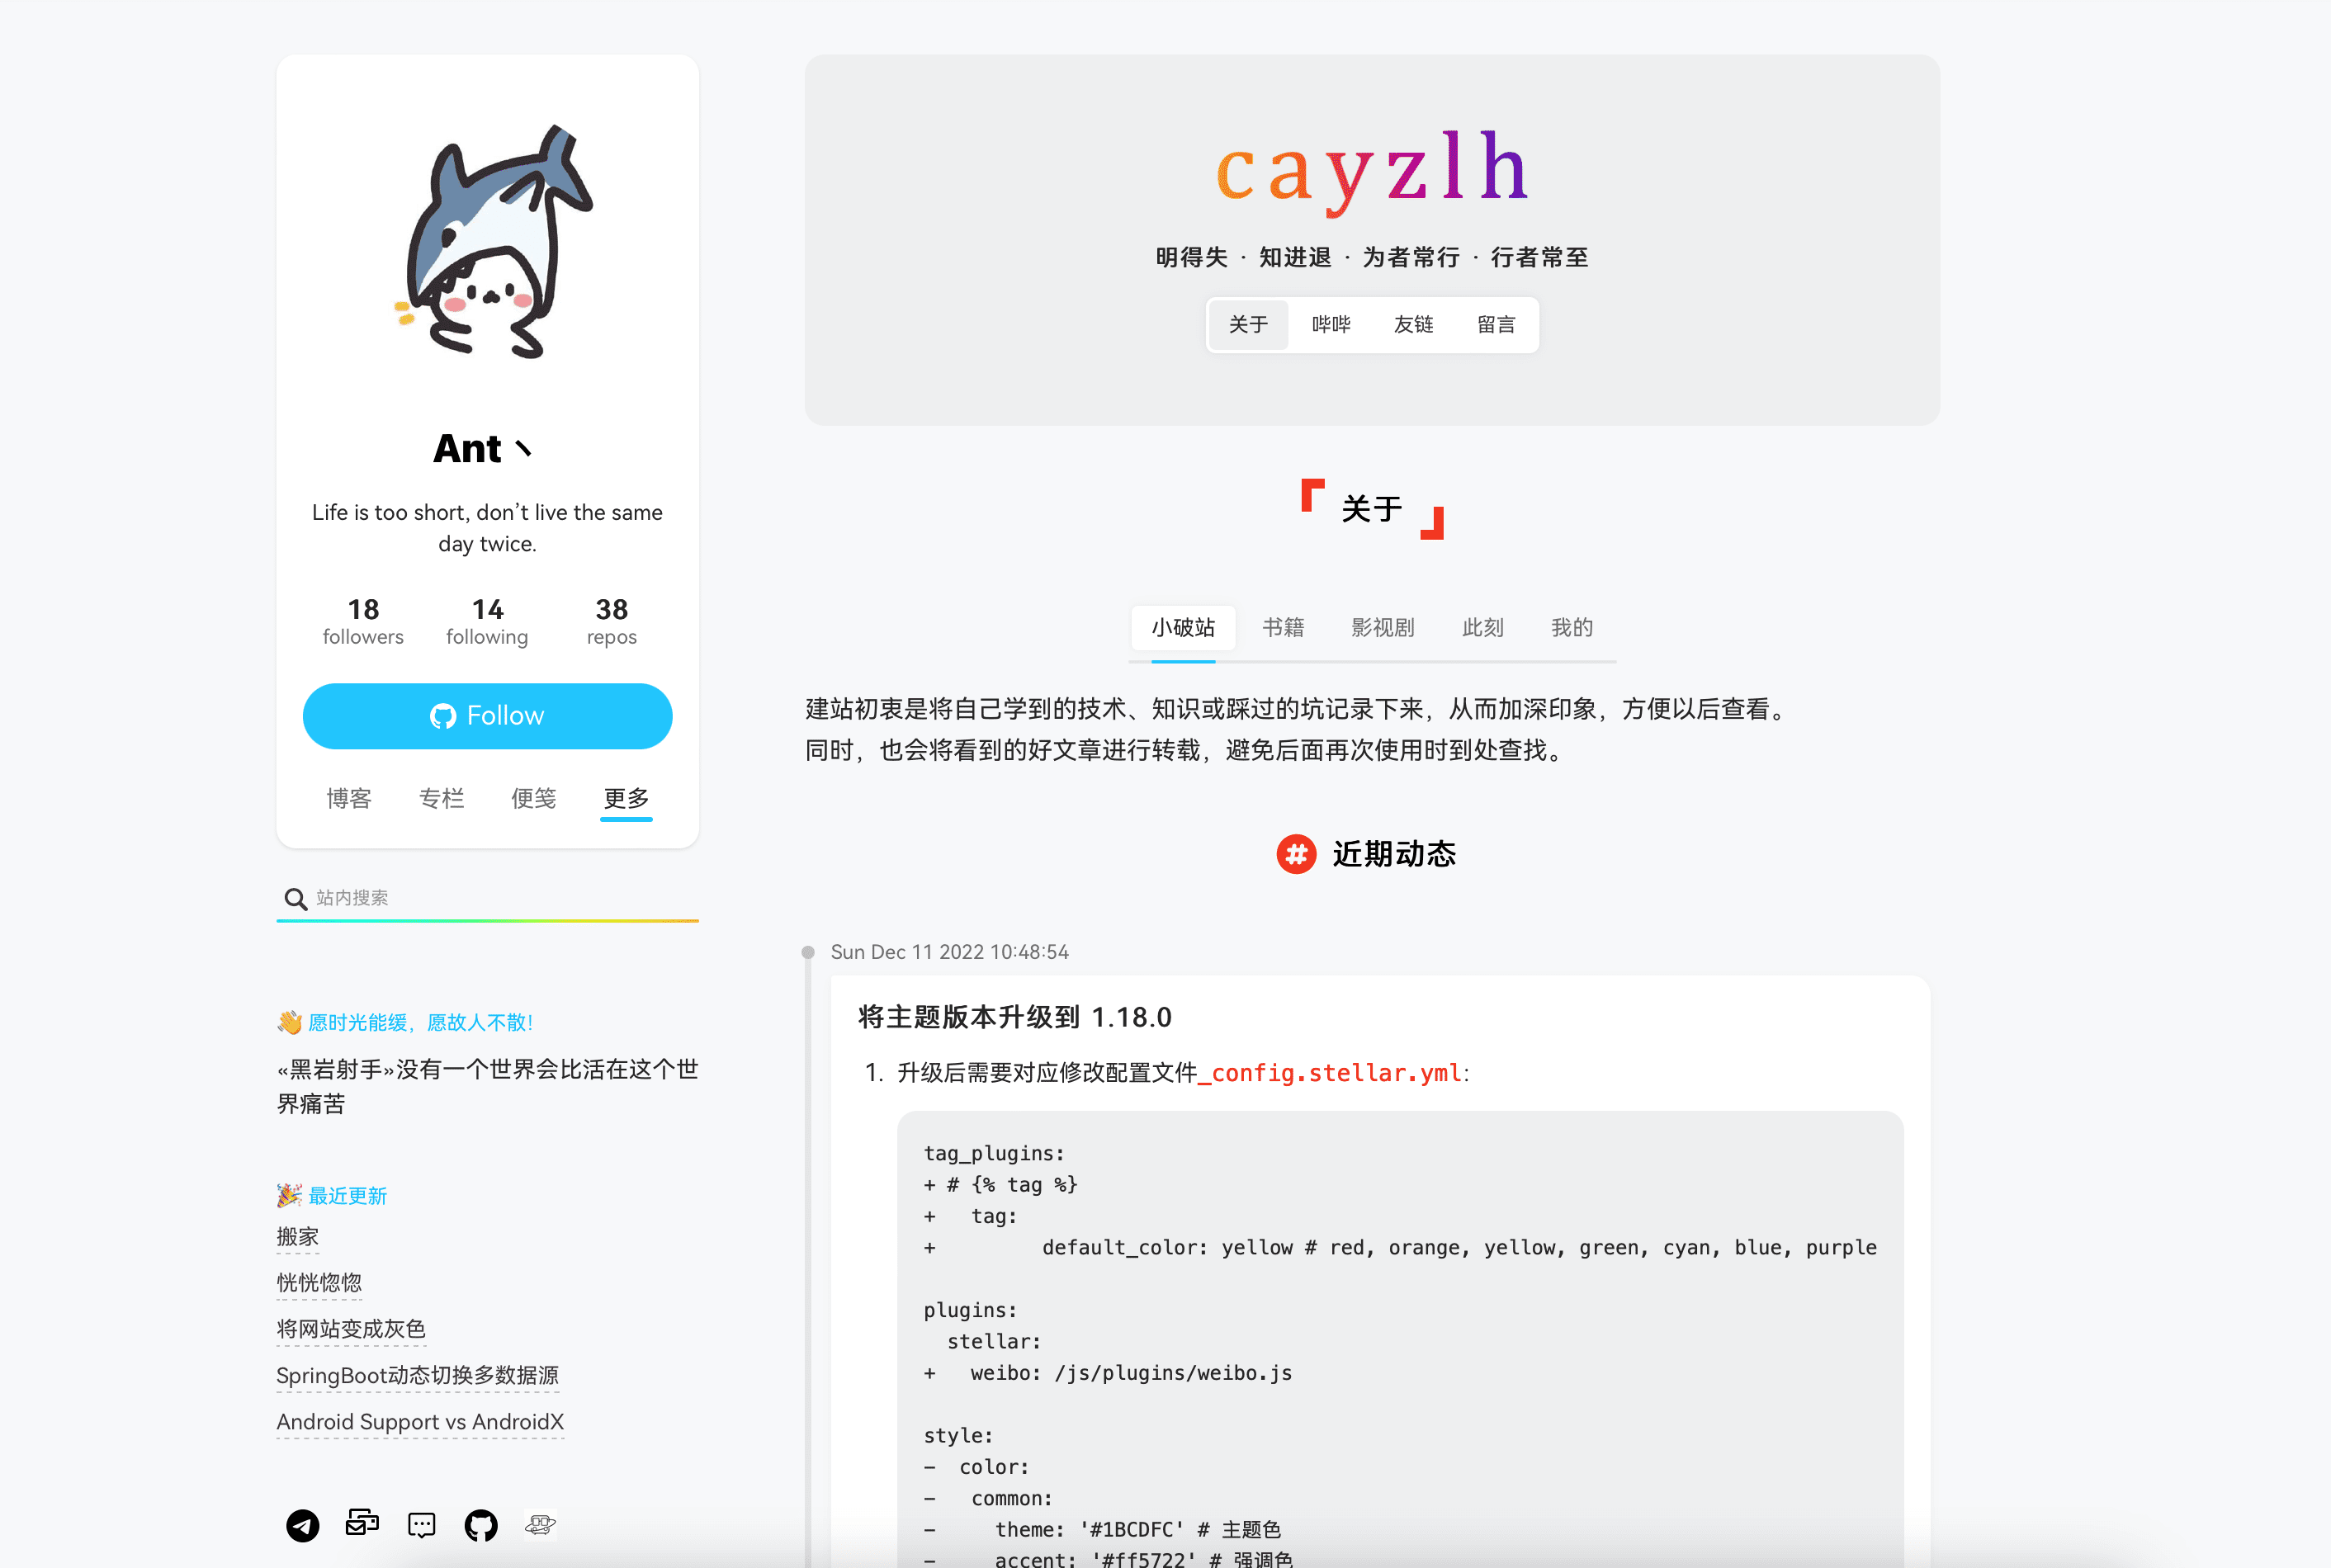 Ant丶
Life is too short, don’t live the same
day twice.
18 14 38
followers following repos
Follow
博客 专栏 便笺 更多
站内搜索
👋 愿时光能缓，愿故人不散！
«黑岩射手»没有一个世界会比活在这个世
界痛苦
🎉 最近更新
搬家
恍恍惚惚
将网站变成灰色
SpringBoot动态切换多数据源
Android Support vs AndroidX
cayzlh
明得失 · 知进退 · 为者常行 · 行者常至
关于 哔哔 友链 留言
「 关于 」
小破站 书籍 影视剧 此刻 我的
建站初衷是将自己学到的技术、知识或踩过的坑记录下来，从而加深印象，方便以后查看。
同时，也会将看到的好文章进行转载，避免后面再次使用时到处查找。
# 近期动态
Sun Dec 11 2022 10:48:54
将主题版本升级到 1.18.0
1. 升级后需要对应修改配置文件_config.stellar.yml:
tag_plugins:
+ # {% tag %}
+   tag:
+         default_color: yellow # red, orange, yellow, green, cyan, blue, purple
plugins:
  stellar:
+   weibo: /js/plugins/weibo.js
style:
-  color:
-   common:
-     theme: '#1BCDFC' # 主题色
-     accent: '#ff5722' # 强调色